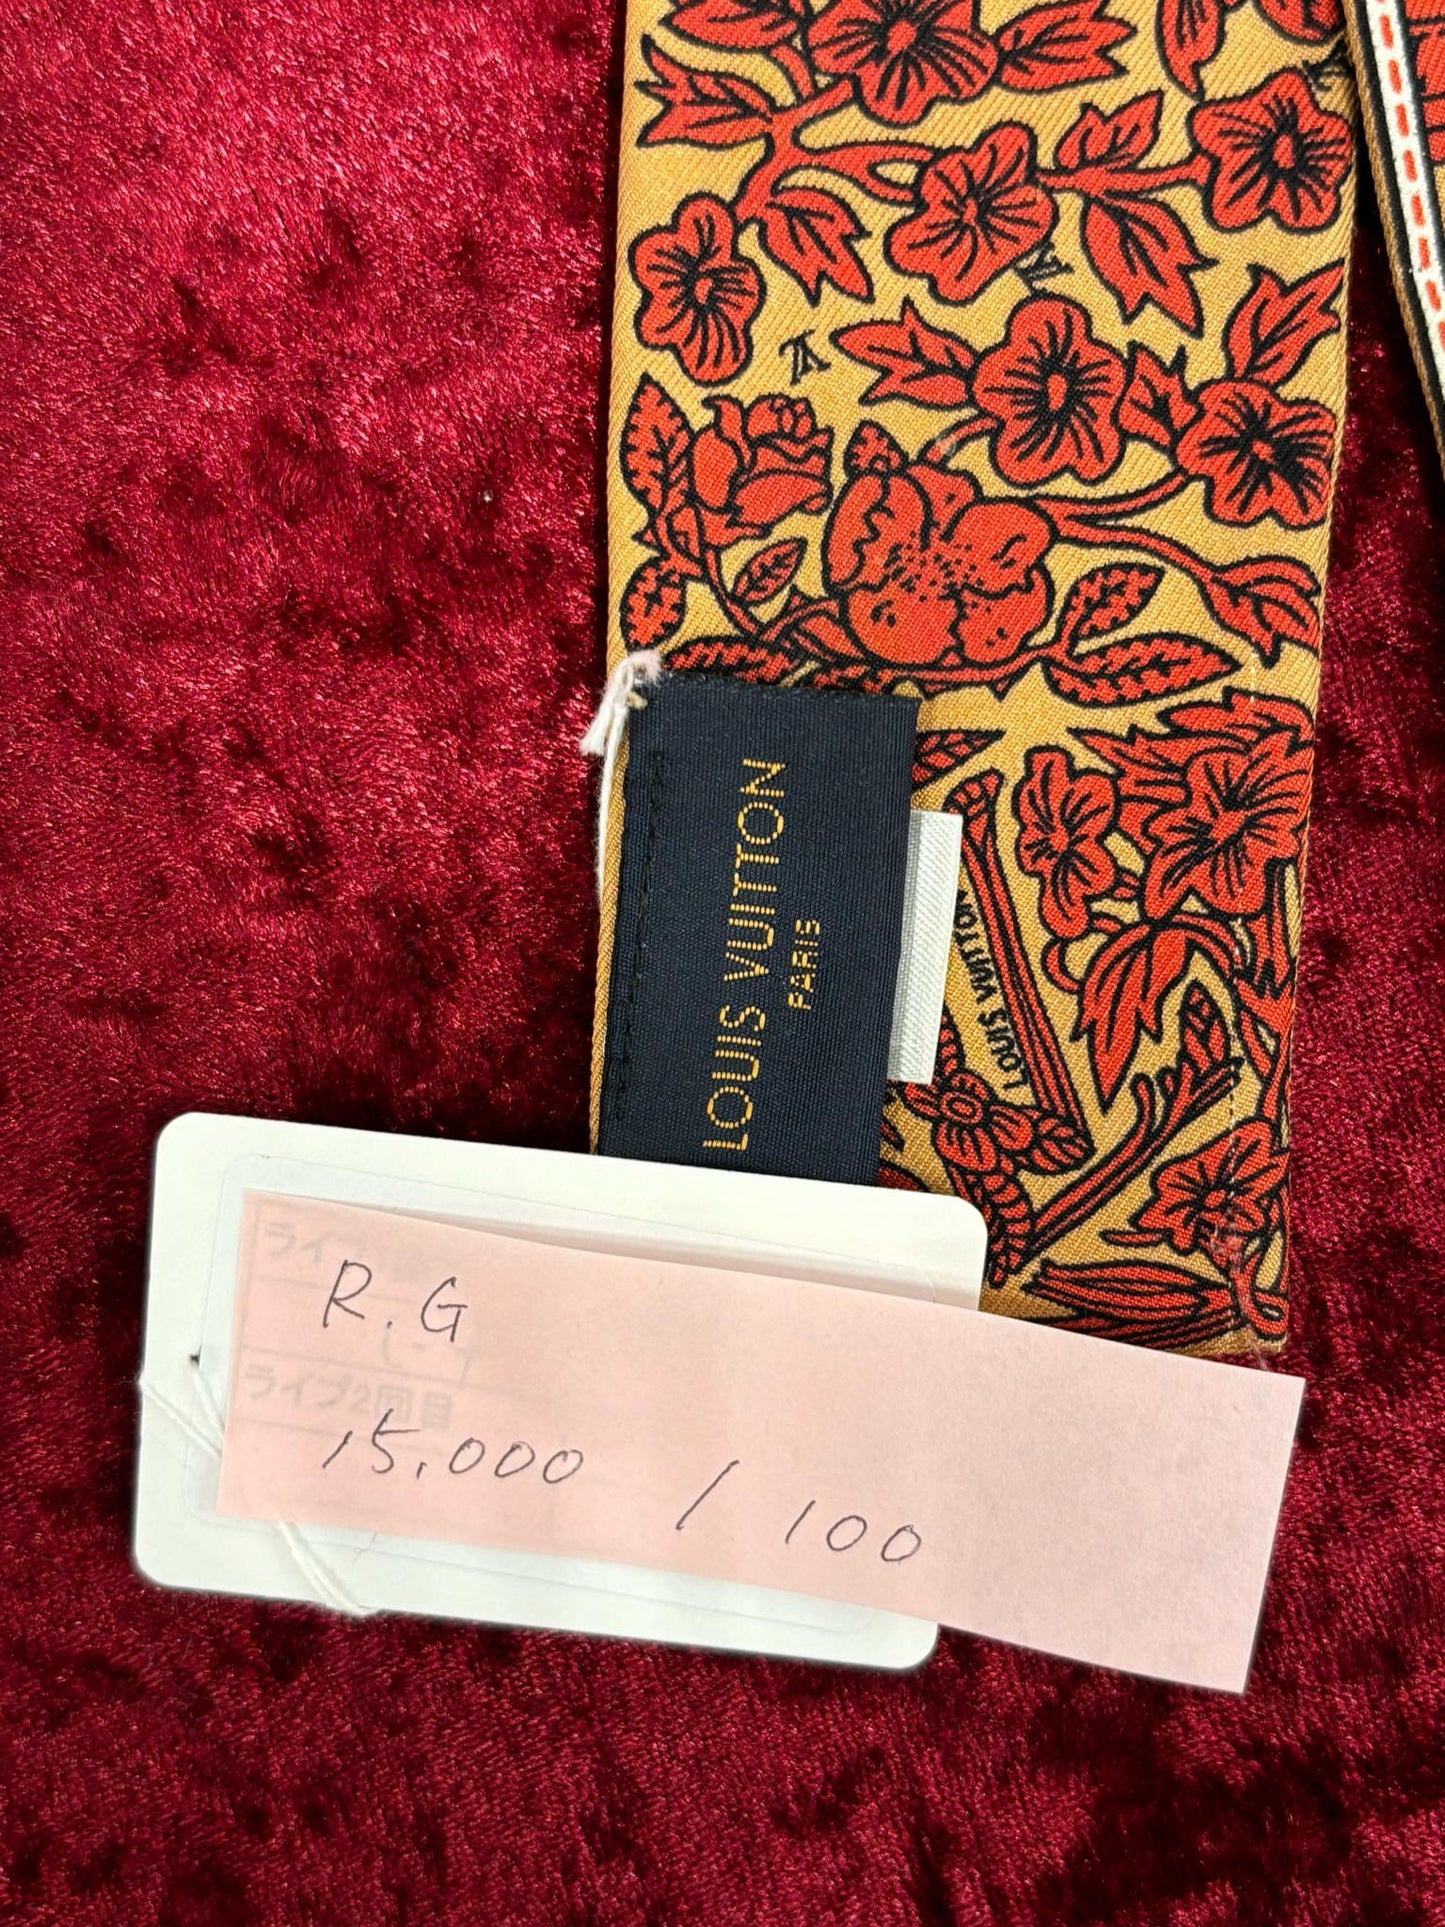 LOUIS VUITTON
PARIS
LOUIS VUITTON
R.G
ライブ2回目
15,000 / 100